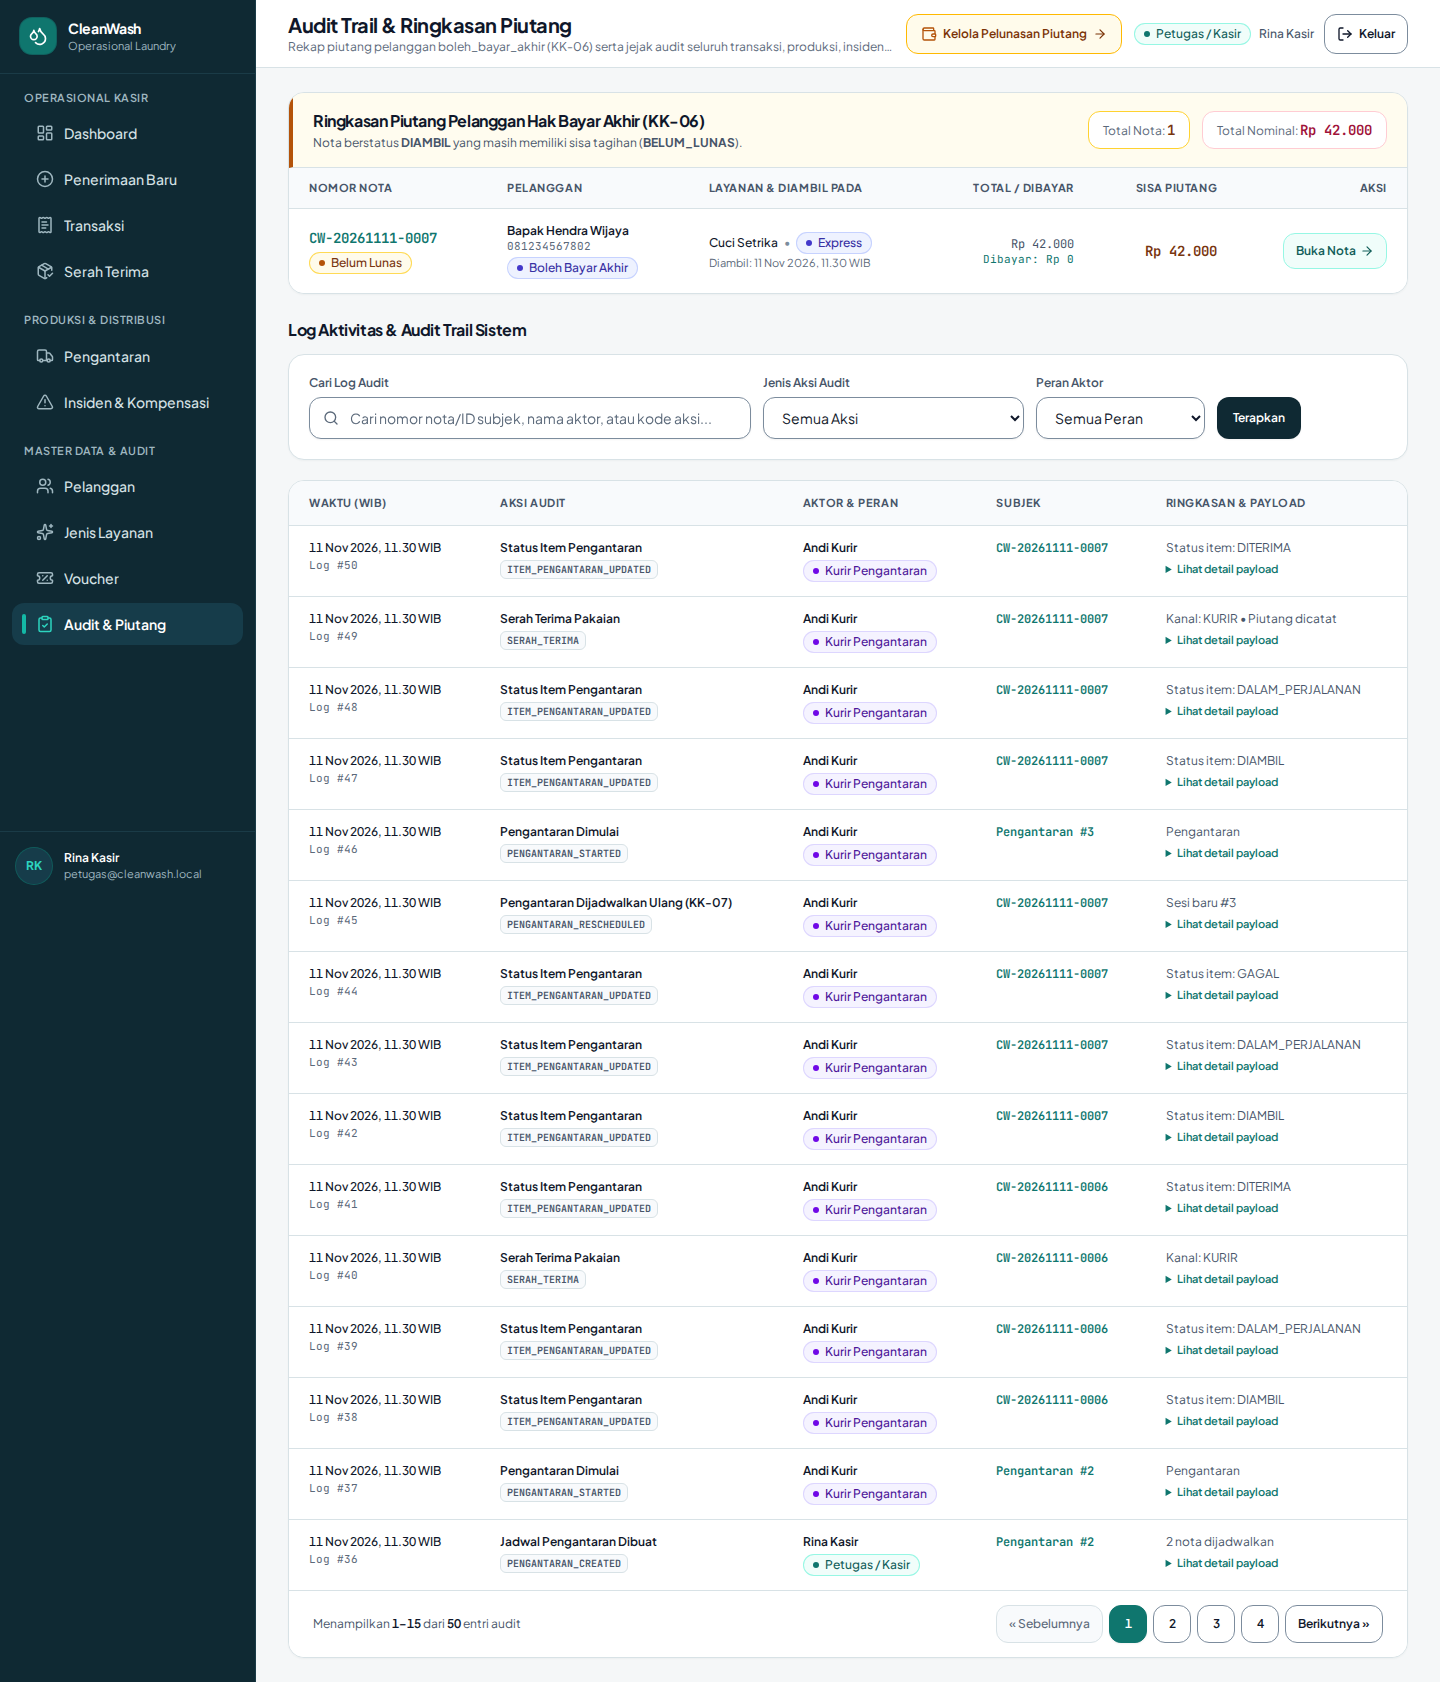 CleanWash
Operasional Laundry
OPERASIONAL KASIR
Dashboard
Penerimaan Baru
Transaksi
Serah Terima
PRODUKSI & DISTRIBUSI
Pengantaran
Insiden & Kompensasi
MASTER DATA & AUDIT
Pelanggan
Jenis Layanan
Voucher
Audit & Piutang
RK
Rina Kasir
petugas@cleanwash.local
Audit Trail & Ringkasan Piutang
Rekap piutang pelanggan boleh_bayar_akhir (KK-06) serta jejak audit seluruh transaksi, produksi, insiden…
Kelola Pelunasan Piutang →
Petugas / Kasir
Rina Kasir
Keluar
Ringkasan Piutang Pelanggan Hak Bayar Akhir (KK-06)
Nota berstatus DIAMBIL yang masih memiliki sisa tagihan (BELUM_LUNAS).
Total Nota: 1
Total Nominal: Rp 42.000
NOMOR NOTA PELANGGAN LAYANAN & DIAMBIL PADA TOTAL / DIBAYAR SISA PIUTANG AKSI
CW-20261111-0007
Belum Lunas
Bapak Hendra Wijaya
081234567802
Boleh Bayar Akhir
Cuci Setrika • Express
Diambil: 11 Nov 2026, 11.30 WIB
Rp 42.000
Dibayar: Rp 0
Rp 42.000
Buka Nota →
Log Aktivitas & Audit Trail Sistem
Cari Log Audit
Cari nomor nota/ID subjek, nama aktor, atau kode aksi...
Jenis Aksi Audit
Semua Aksi
Peran Aktor
Semua Peran
Terapkan
WAKTU (WIB) AKSI AUDIT AKTOR & PERAN SUBJEK RINGKASAN & PAYLOAD
11 Nov 2026, 11.30 WIB Status Item Pengantaran Andi Kurir CW-20261111-0007 Status item: DITERIMA
Log #50 ITEM_PENGANTARAN_UPDATED Kurir Pengantaran Lihat detail payload
11 Nov 2026, 11.30 WIB Serah Terima Pakaian Andi Kurir CW-20261111-0007 Kanal: KURIR • Piutang dicatat
Log #49 SERAH_TERIMA Kurir Pengantaran Lihat detail payload
11 Nov 2026, 11.30 WIB Status Item Pengantaran Andi Kurir CW-20261111-0007 Status item: DALAM_PERJALANAN
Log #48 ITEM_PENGANTARAN_UPDATED Kurir Pengantaran Lihat detail payload
11 Nov 2026, 11.30 WIB Status Item Pengantaran Andi Kurir CW-20261111-0007 Status item: DIAMBIL
Log #47 ITEM_PENGANTARAN_UPDATED Kurir Pengantaran Lihat detail payload
11 Nov 2026, 11.30 WIB Pengantaran Dimulai Andi Kurir Pengantaran #3 Pengantaran
Log #46 PENGANTARAN_STARTED Kurir Pengantaran Lihat detail payload
11 Nov 2026, 11.30 WIB Pengantaran Dijadwalkan Ulang (KK-07) Andi Kurir CW-20261111-0007 Sesi baru #3
Log #45 PENGANTARAN_RESCHEDULED Kurir Pengantaran Lihat detail payload
11 Nov 2026, 11.30 WIB Status Item Pengantaran Andi Kurir CW-20261111-0007 Status item: GAGAL
Log #44 ITEM_PENGANTARAN_UPDATED Kurir Pengantaran Lihat detail payload
11 Nov 2026, 11.30 WIB Status Item Pengantaran Andi Kurir CW-20261111-0007 Status item: DALAM_PERJALANAN
Log #43 ITEM_PENGANTARAN_UPDATED Kurir Pengantaran Lihat detail payload
11 Nov 2026, 11.30 WIB Status Item Pengantaran Andi Kurir CW-20261111-0007 Status item: DIAMBIL
Log #42 ITEM_PENGANTARAN_UPDATED Kurir Pengantaran Lihat detail payload
11 Nov 2026, 11.30 WIB Status Item Pengantaran Andi Kurir CW-20261111-0006 Status item: DITERIMA
Log #41 ITEM_PENGANTARAN_UPDATED Kurir Pengantaran Lihat detail payload
11 Nov 2026, 11.30 WIB Serah Terima Pakaian Andi Kurir CW-20261111-0006 Kanal: KURIR
Log #40 SERAH_TERIMA Kurir Pengantaran Lihat detail payload
11 Nov 2026, 11.30 WIB Status Item Pengantaran Andi Kurir CW-20261111-0006 Status item: DALAM_PERJALANAN
Log #39 ITEM_PENGANTARAN_UPDATED Kurir Pengantaran Lihat detail payload
11 Nov 2026, 11.30 WIB Status Item Pengantaran Andi Kurir CW-20261111-0006 Status item: DIAMBIL
Log #38 ITEM_PENGANTARAN_UPDATED Kurir Pengantaran Lihat detail payload
11 Nov 2026, 11.30 WIB Pengantaran Dimulai Andi Kurir Pengantaran #2 Pengantaran
Log #37 PENGANTARAN_STARTED Kurir Pengantaran Lihat detail payload
11 Nov 2026, 11.30 WIB Jadwal Pengantaran Dibuat Rina Kasir Pengantaran #2 2 nota dijadwalkan
Log #36 PENGANTARAN_CREATED Petugas / Kasir Lihat detail payload
Menampilkan 1–15 dari 50 entri audit
« Sebelumnya 1 2 3 4 Berikutnya »